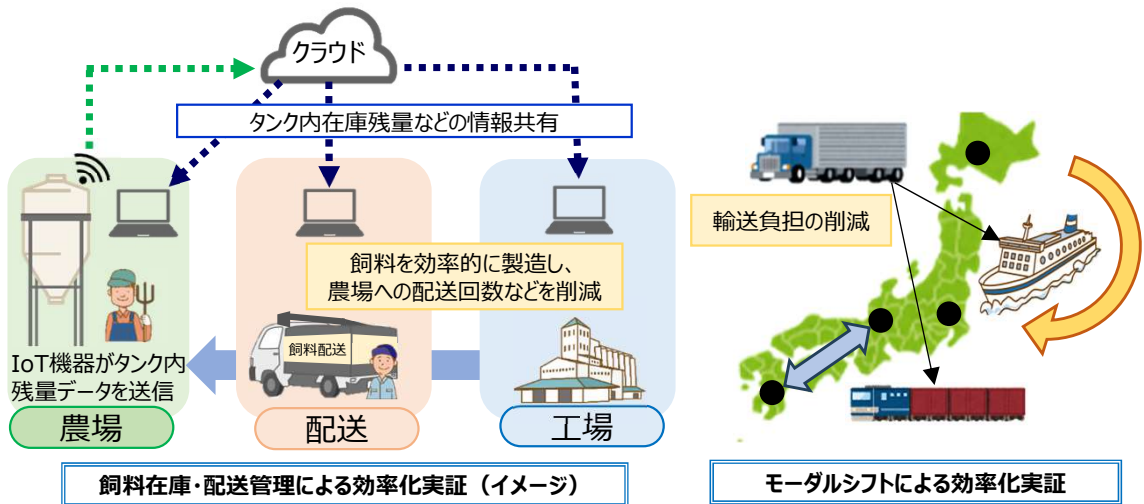 クラウド
タンク内在庫残量などの情報共有
飼料を効率的に製造し、
農場への配送回数などを削減
飼料配送
IoT機器がタンク内
残量データを送信
農場
配送
工場
飼料在庫・配送管理による効率化実証（イメージ）
輸送負担の削減
モーダルシフトによる効率化実証